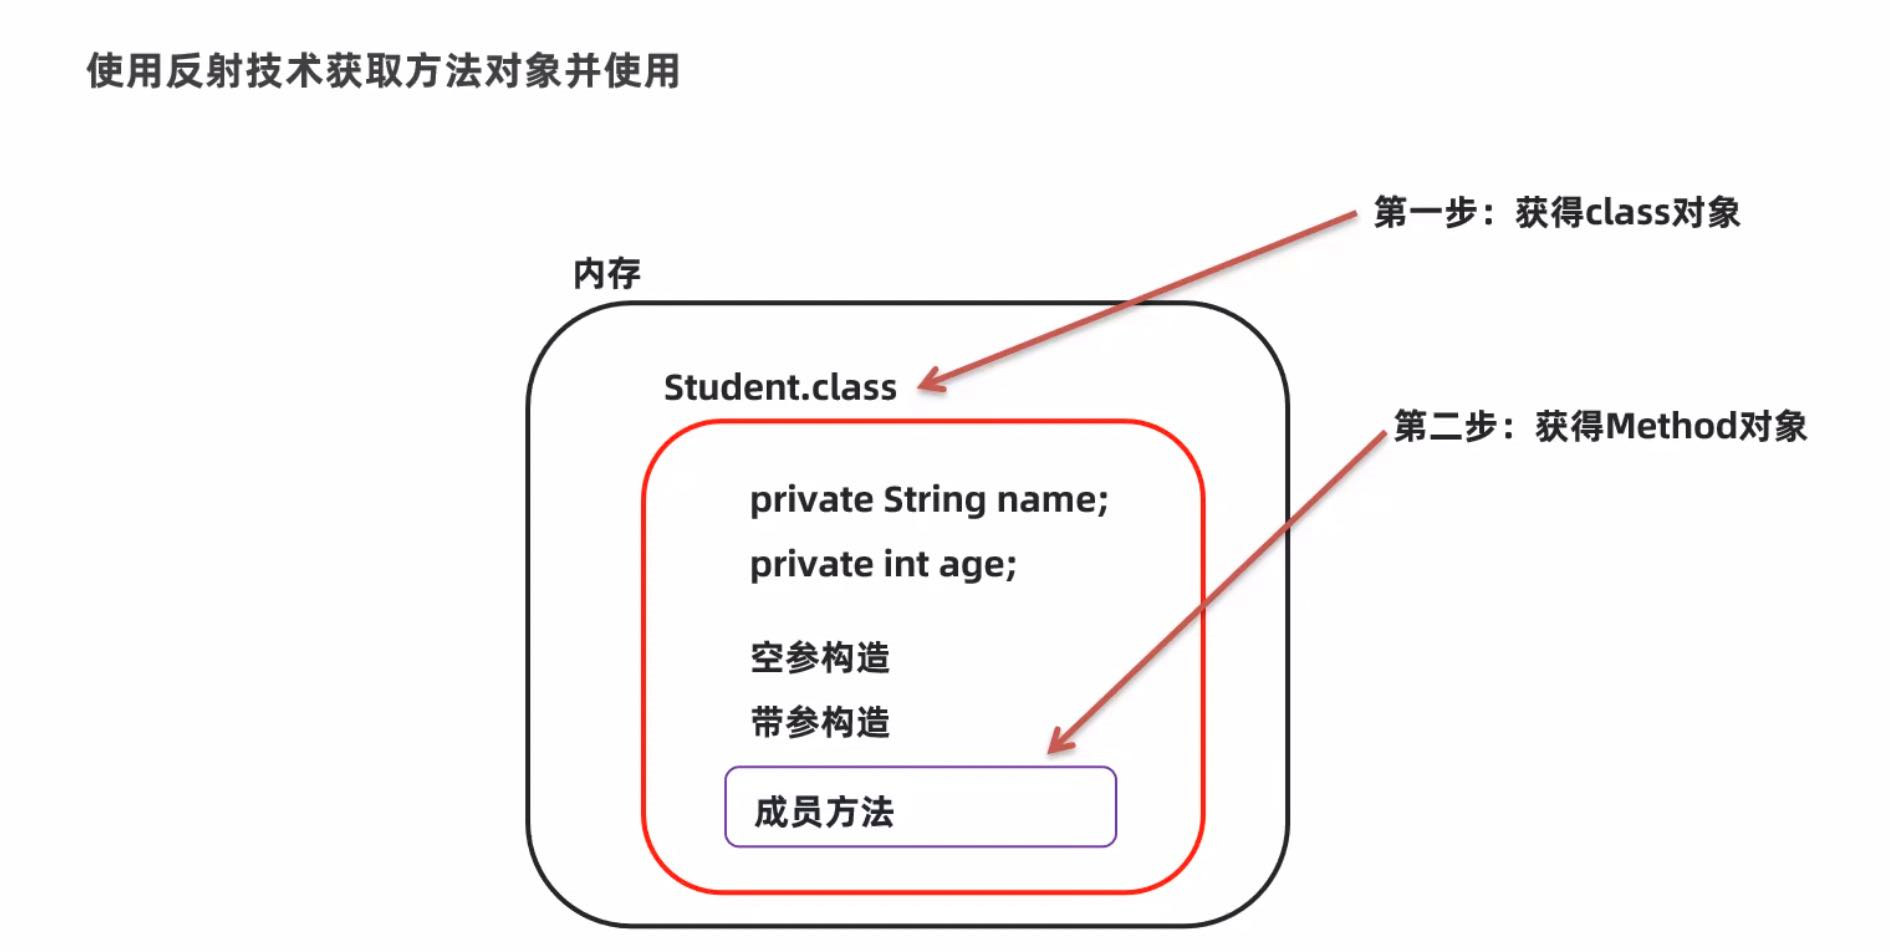 使用反射技术获取方法对象并使用
第一步：获得class对象
内存
Student.class
第二步：获得Method对象
private String name;
private int age;
空参构造
带参构造
成员方法